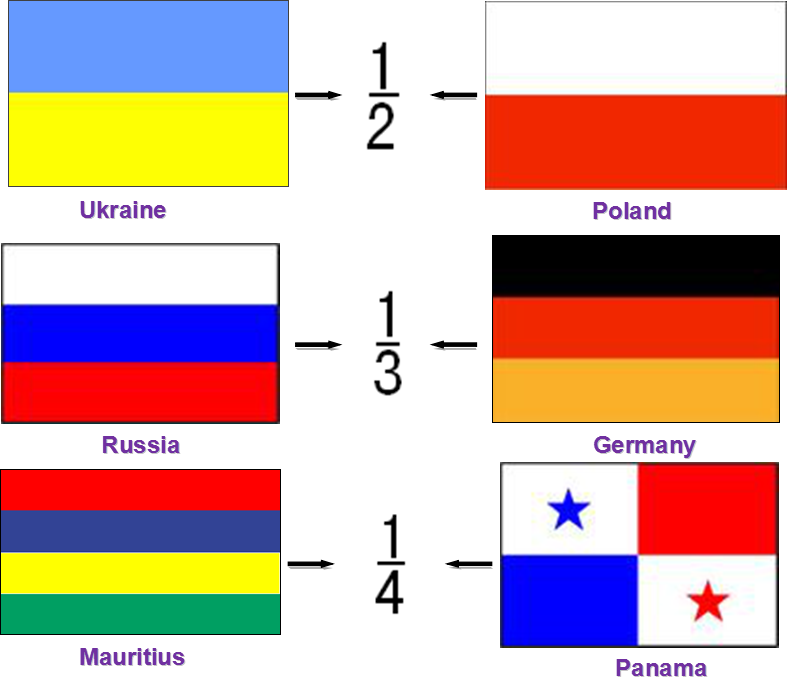 1
2
Ukraine
Poland
1
3
Russia
Germany
1
4
Mauritius
Panama